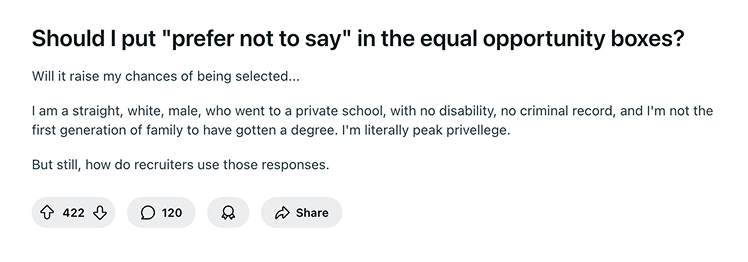 Should I put "prefer not to say" in the equal opportunity boxes?
Will it raise my chances of being selected...
I am a straight, white, male, who went to a private school, with no disability, no criminal record, and I'm not the
first generation of family to have gotten a degree. I'm literally peak privellege.
But still, how do recruiters use those responses.
422 120 Share